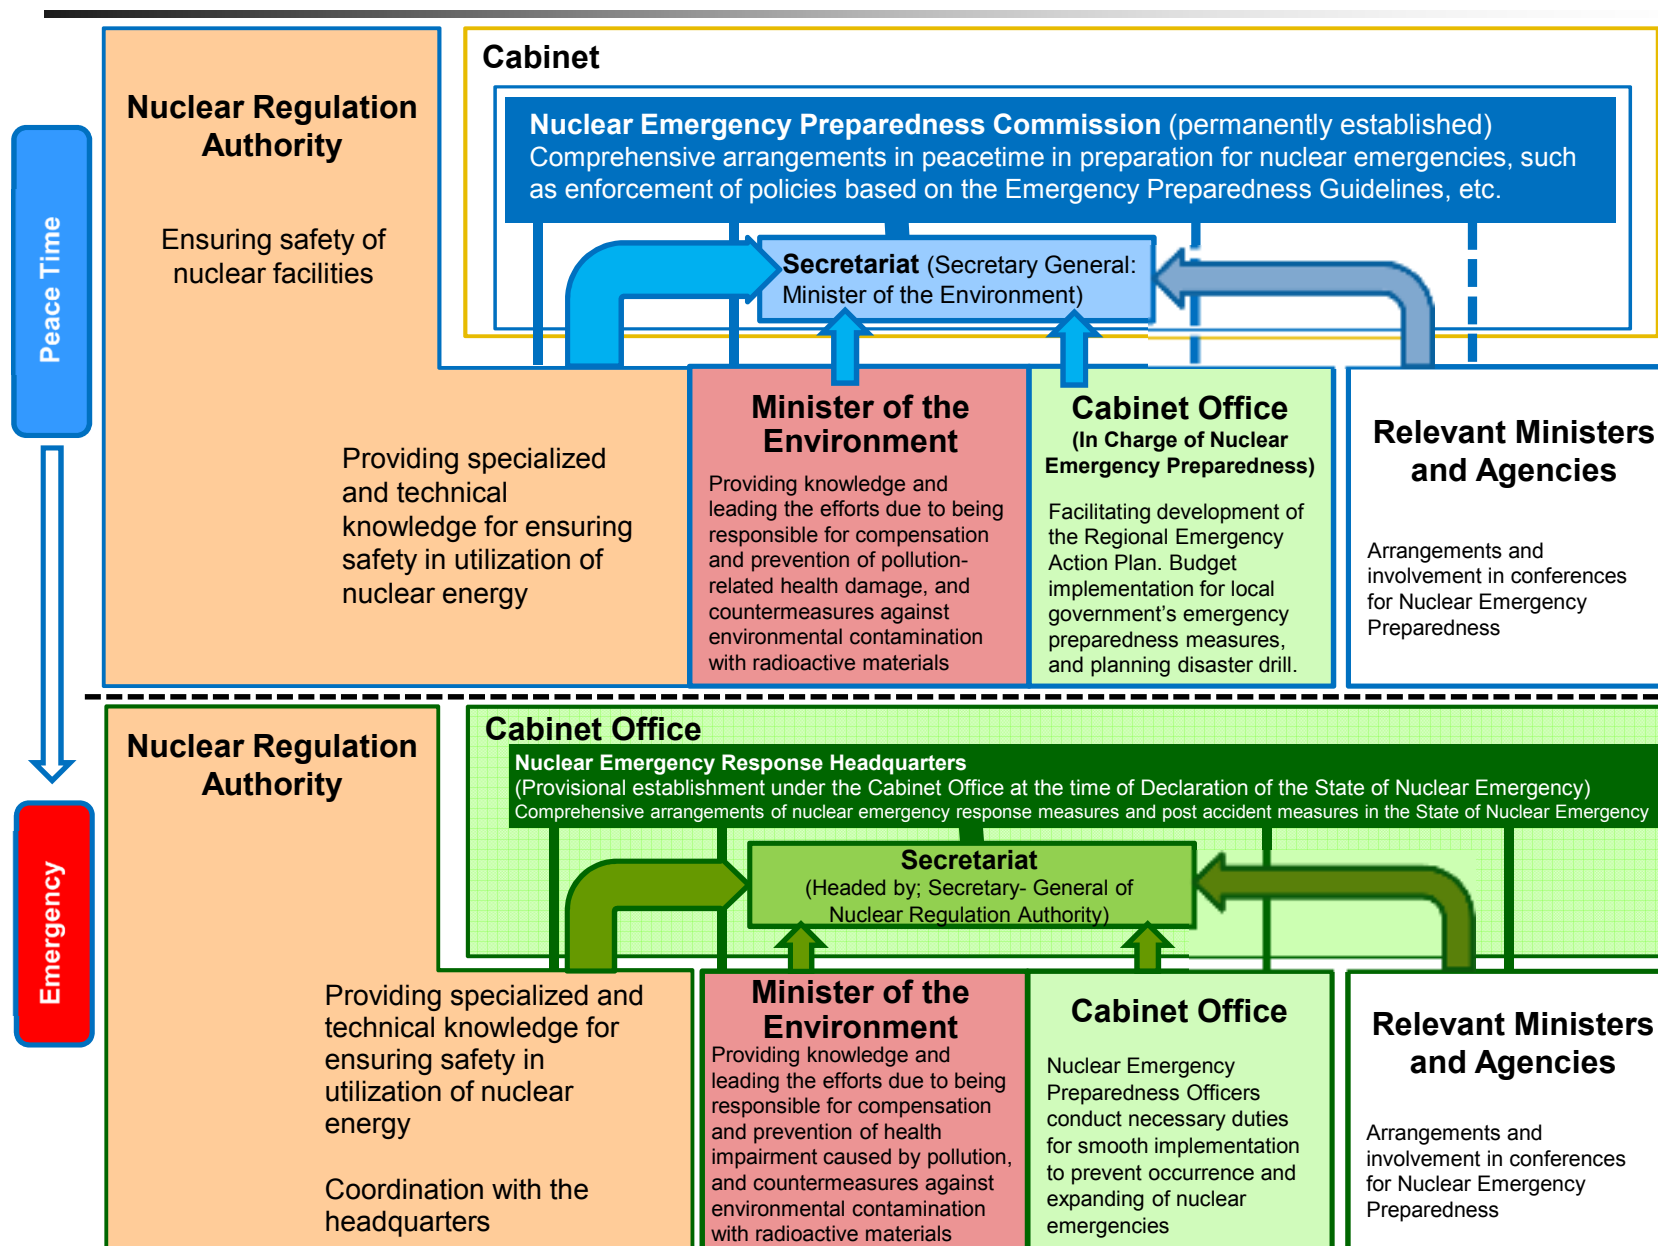 Peace Time
Nuclear Regulation
Authority
Ensuring safety of
nuclear facilities
Providing specialized
and technical
knowledge for ensuring
safety in utilization of
nuclear energy
Cabinet
Nuclear Emergency Preparedness Commission (permanently established)
Comprehensive arrangements in peacetime in preparation for nuclear emergencies, such
as enforcement of policies based on the Emergency Preparedness Guidelines, etc.
Secretariat (Secretary General:
Minister of the Environment)
Minister of the
Environment
Providing knowledge and
leading the efforts due to being
responsible for compensation
and prevention of pollution-
related health damage, and
countermeasures against
environmental contamination
with radioactive materials
Cabinet Office
(In Charge of Nuclear
Emergency Preparedness)
Facilitating development of
the Regional Emergency
Action Plan. Budget
implementation for local
government's emergency
preparedness measures,
and planning disaster drill.
Relevant Ministers
and Agencies
Arrangements and
involvement in conferences
for Nuclear Emergency
Preparedness
Emergency
Nuclear Regulation
Authority
Providing specialized and
technical knowledge for
ensuring safety in
utilization of nuclear
energy
Coordination with the
headquarters
Cabinet Office
Nuclear Emergency Response Headquarters
(Provisional establishment under the Cabinet Office at the time of Declaration of the State of Nuclear Emergency)
Comprehensive arrangements of nuclear emergency response measures and post accident measures in the State of Nuclear Emergency
Secretariat
(Headed by; Secretary- General of
Nuclear Regulation Authority)
Minister of the
Environment
Providing knowledge and
leading the efforts due to being
responsible for compensation
and prevention of health
impairment caused by pollution,
and countermeasures against
environmental contamination
with radioactive materials
Cabinet Office
Nuclear Emergency
Preparedness Officers
conduct necessary duties
for smooth implementation
to prevent occurrence and
expanding of nuclear
emergencies
Relevant Ministers
and Agencies
Arrangements and
involvement in conferences
for Nuclear Emergency
Preparedness